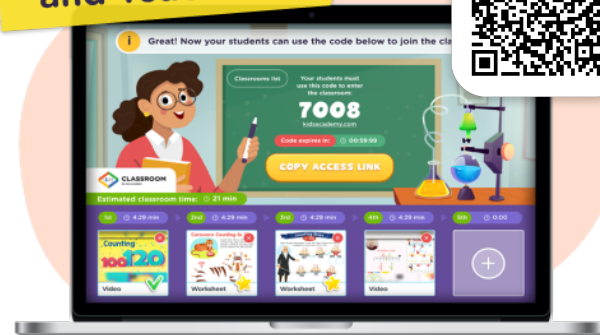 Great! Now your students can use the code below to join the cla
Classrooms list
Your students must
use this code to enter
the classroom
7008
kidsacademy.com
Code expires in: 00:59:99
COPY ACCESS LINK
CLASSROOM
Estimated classroom time: 21 min
1st 4:29 min 2nd 4:29 min 3rd 4:29 min 4th 4:29 min 5th 0:00
Counting
100 120
Video Worksheet Worksheet Video